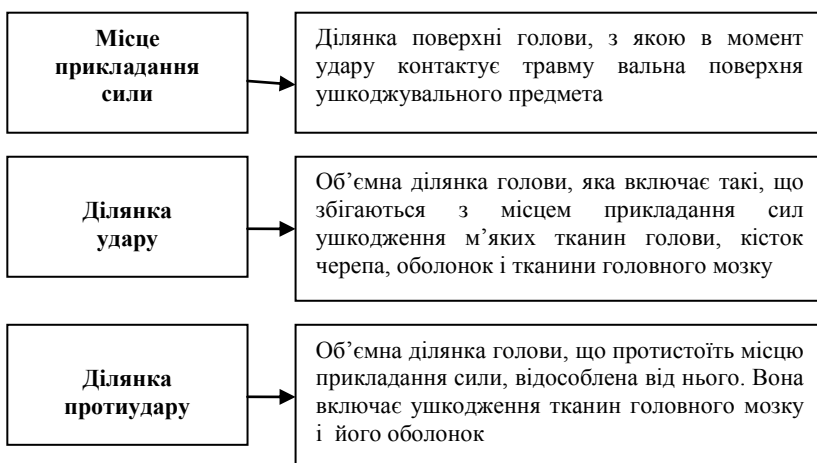 Місце
прикладання
сили
Ділянка поверхні голови, з якою в момент
удару контактує травму вальна поверхня
ушкоджувального предмета
Ділянка
удару
Об’ємна ділянка голови, яка включає такі, що
збігаються з місцем прикладання сил
ушкодження м’яких тканин голови, кісток
черепа, оболонок і тканини головного мозку
Ділянка
протиудару
Об’ємна ділянка голови, що протистоїть місцю
прикладання сили, відособлена від нього. Вона
включає ушкодження тканин головного мозку
і його оболонок